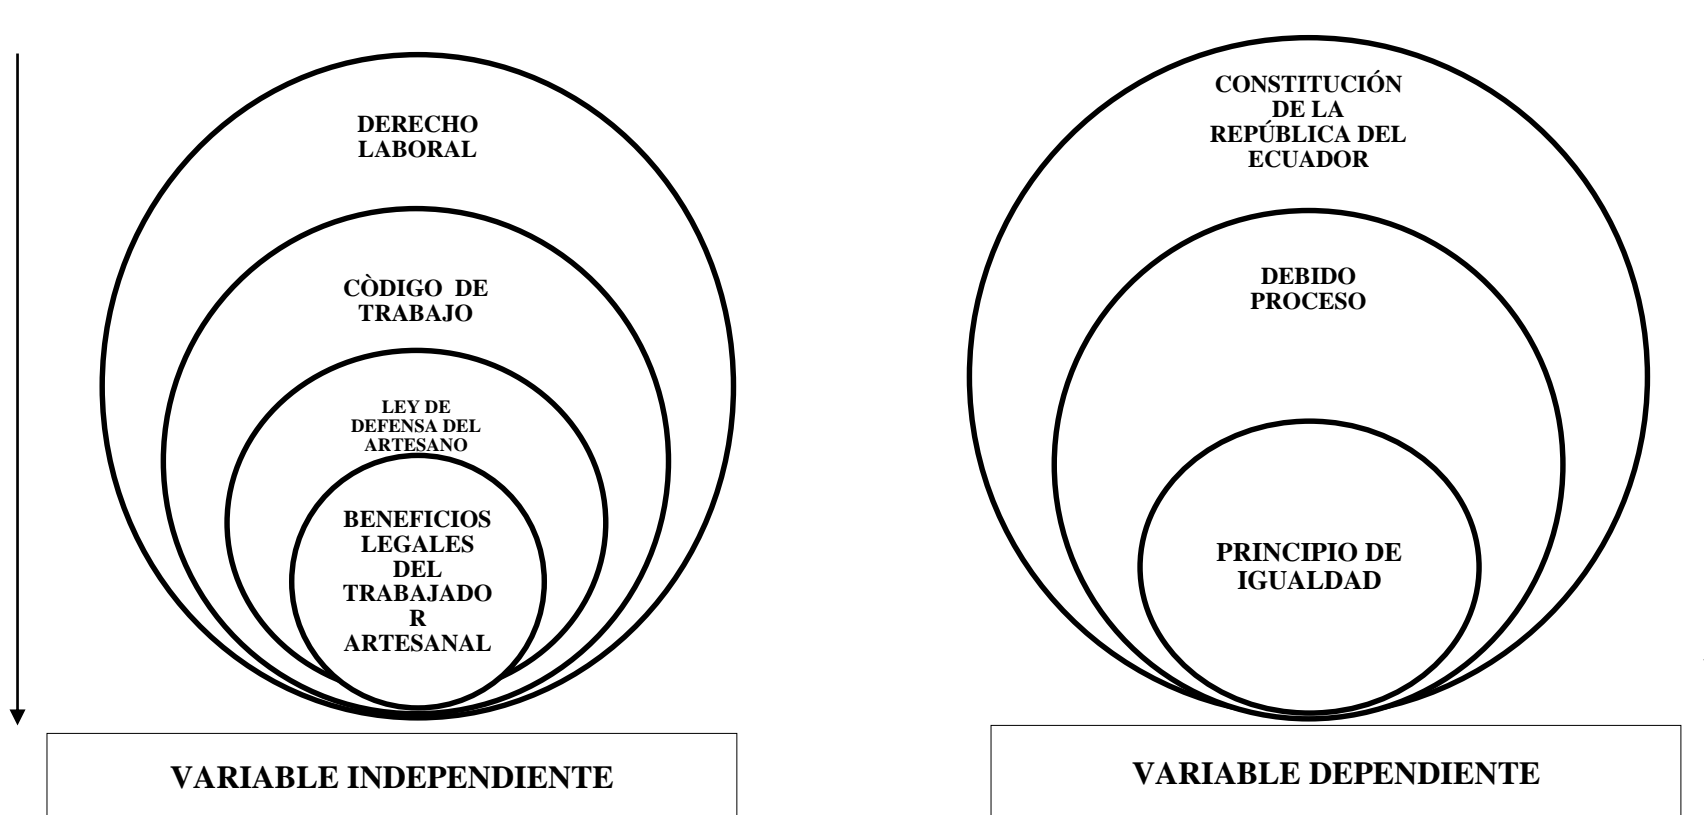 DERECHO
LABORAL
CÒDIGO  DE
TRABAJO
LEY DE
DEFENSA DEL
ARTESANO
BENEFICIOS
LEGALES
DEL
TRABAJADO
R
ARTESANAL
VARIABLE INDEPENDIENTE
CONSTITUCIÓN
DE LA
REPÚBLICA DEL
ECUADOR
DEBIDO
PROCESO
PRINCIPIO DE
IGUALDAD
VARIABLE DEPENDIENTE